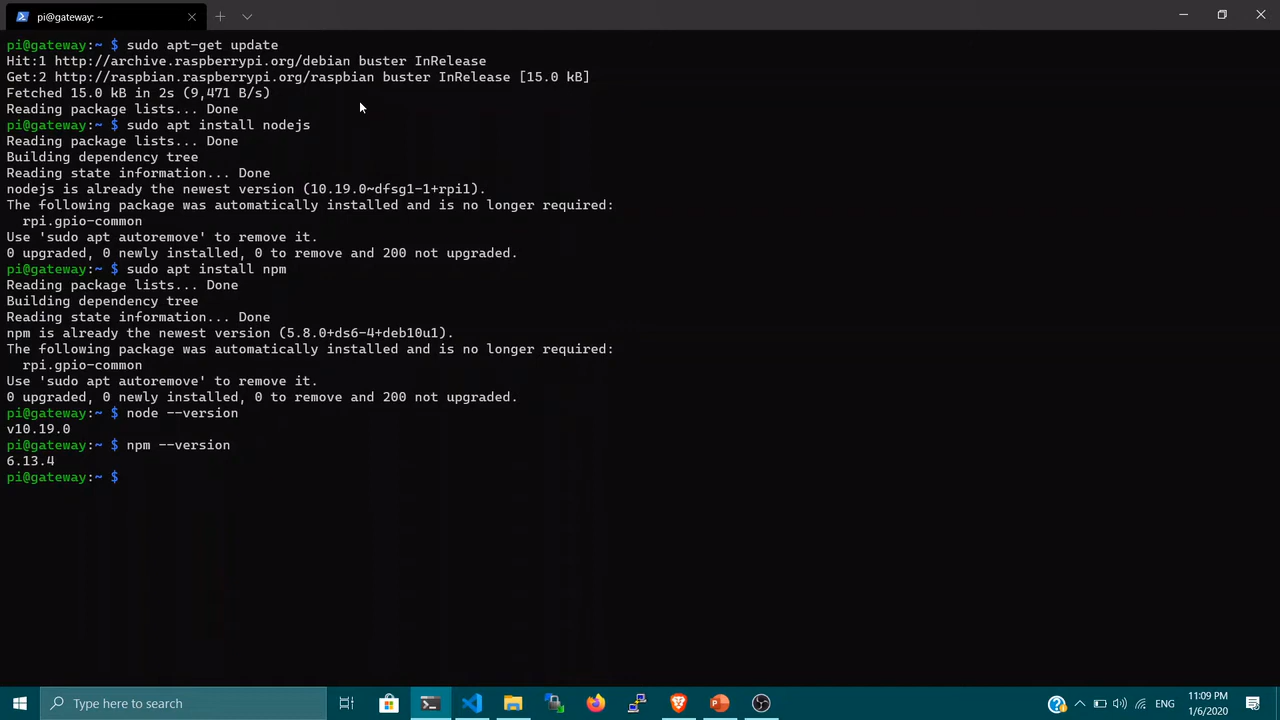 pi@gateway: ~
pi@gateway:~ $ sudo apt-get update
Hit:1 http://archive.raspberrypi.org/debian buster InRelease
Get:2 http://raspbian.raspberrypi.org/raspbian buster InRelease [15.0 kB]
Fetched 15.0 kB in 2s (9,471 B/s)
Reading package lists... Done
pi@gateway:~ $ sudo apt install nodejs
Reading package lists... Done
Building dependency tree
Reading state information... Done
nodejs is already the newest version (10.19.0~dfsg1-1+rpi1).
The following package was automatically installed and is no longer required:
  rpi.gpio-common
Use 'sudo apt autoremove' to remove it.
0 upgraded, 0 newly installed, 0 to remove and 200 not upgraded.
pi@gateway:~ $ sudo apt install npm
Reading package lists... Done
Building dependency tree
Reading state information... Done
npm is already the newest version (5.8.0+ds6-4+deb10u1).
The following package was automatically installed and is no longer required:
  rpi.gpio-common
Use 'sudo apt autoremove' to remove it.
0 upgraded, 0 newly installed, 0 to remove and 200 not upgraded.
pi@gateway:~ $ node --version
v10.19.0
pi@gateway:~ $ npm --version
6.13.4
pi@gateway:~ $
Type here to search
ENG
11:09 PM
1/6/2020